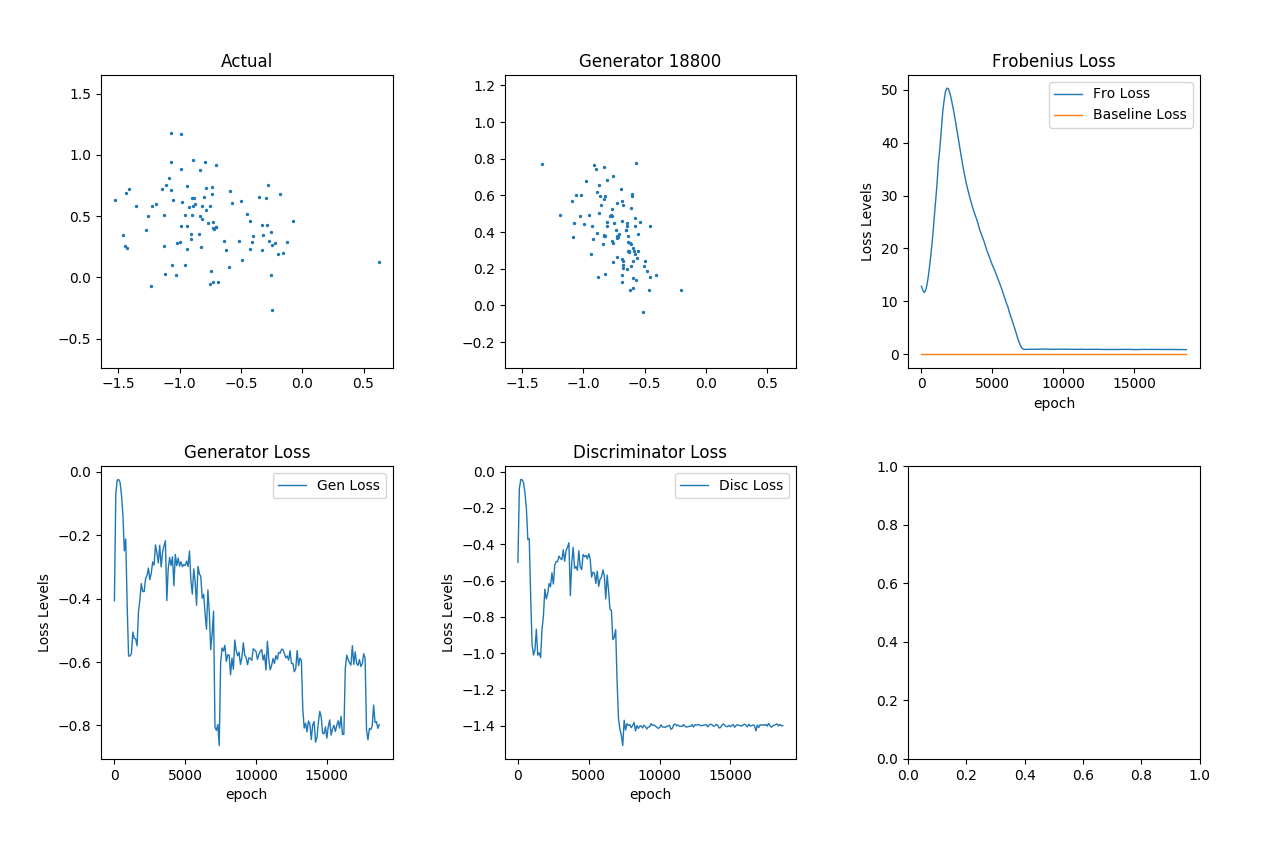 Actual
1.5
1.0
0.5
0.0
−0.5
−1.5 −1.0 −0.5 0.0 0.5
Generator 18800
1.2
1.0
0.8
0.6
0.4
0.2
0.0
−0.2
−1.5 −1.0 −0.5 0.0 0.5
Frobenius Loss
Fro Loss
Baseline Loss
Loss Levels
50
40
30
20
10
0
0 5000 10000 15000
epoch
Generator Loss
Gen Loss
Loss Levels
0.0
−0.2
−0.4
−0.6
−0.8
0 5000 10000 15000
epoch
Discriminator Loss
Disc Loss
Loss Levels
0.0
−0.2
−0.4
−0.6
−0.8
−1.0
−1.2
−1.4
0 5000 10000 15000
epoch
1.0
0.8
0.6
0.4
0.2
0.0
0.0 0.2 0.4 0.6 0.8 1.0